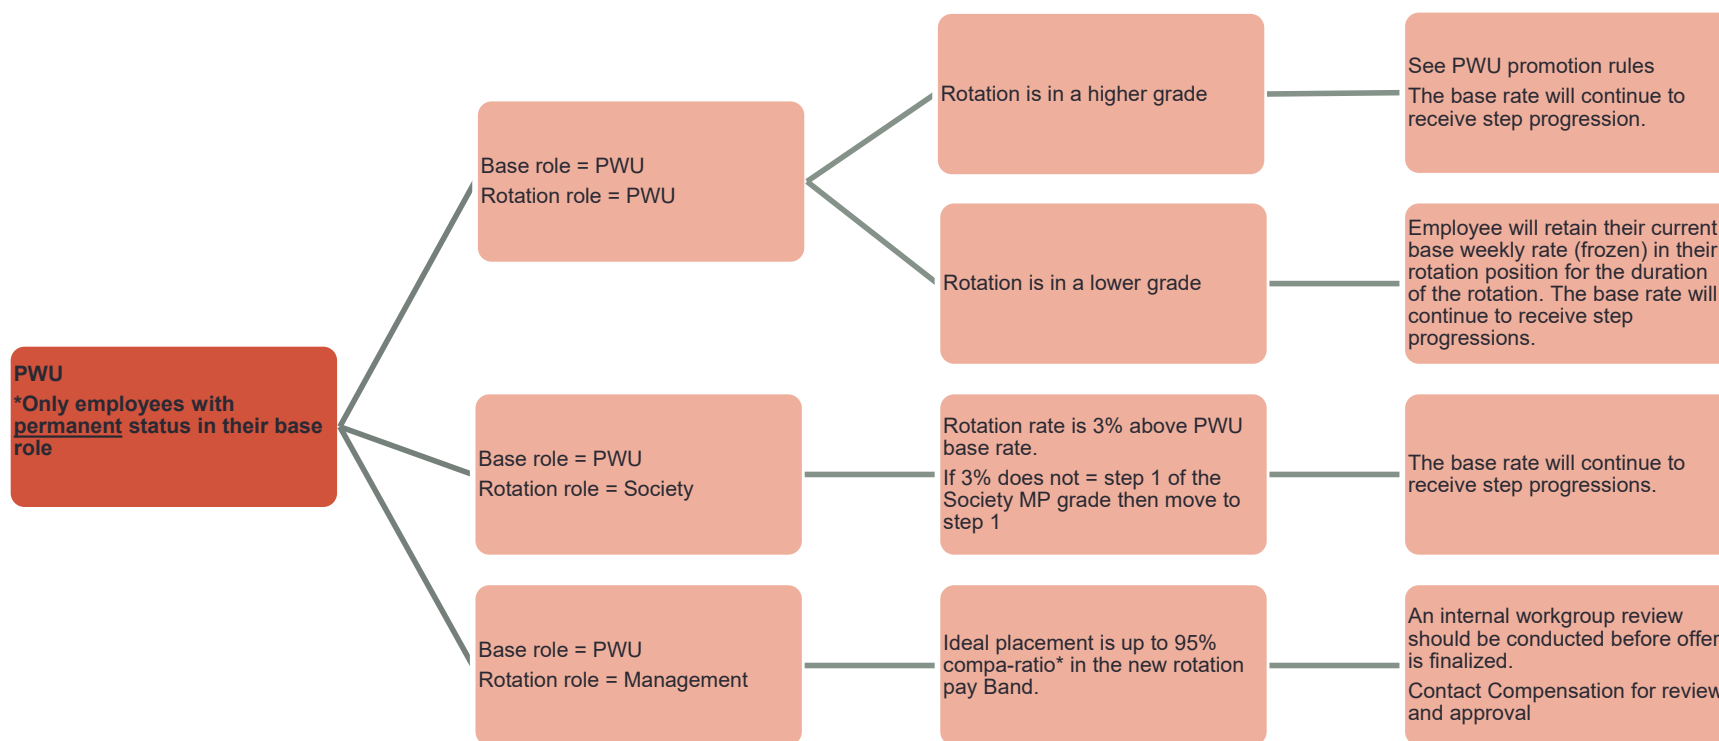 PWU
*Only employees with
permanent status in their base
role
Base role = PWU
Rotation role = PWU
Rotation is in a higher grade
See PWU promotion rules
The base rate will continue to
receive step progression.
Rotation is in a lower grade
Employee will retain their current
base weekly rate (frozen) in their
rotation position for the duration
of the rotation. The base rate will
continue to receive step
progressions.
Base role = PWU
Rotation role = Society
Rotation rate is 3% above PWU
base rate.
If 3% does not = step 1 of the
Society MP grade then move to
step 1
The base rate will continue to
receive step progressions.
Base role = PWU
Rotation role = Management
Ideal placement is up to 95%
compa-ratio* in the new rotation
pay Band.
An internal workgroup review
should be conducted before offer
is finalized.
Contact Compensation for review
and approval